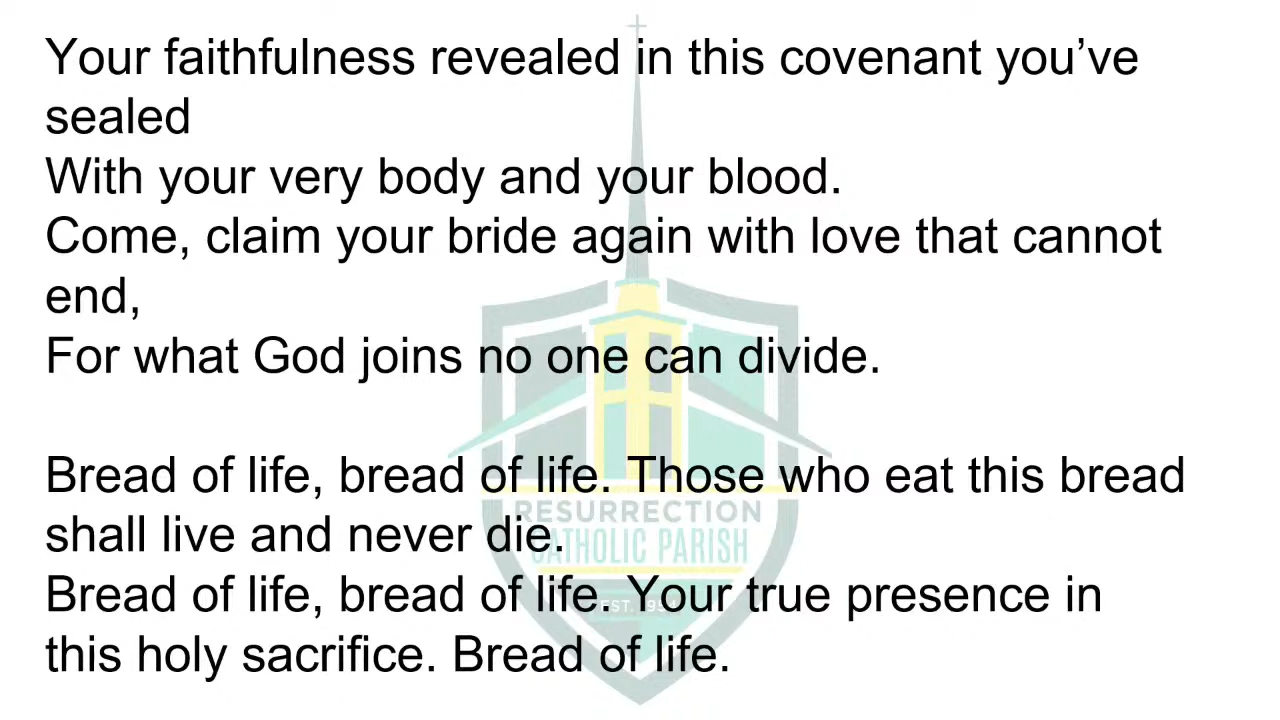 Your faithfulness revealed in this covenant you’ve
sealed
With your very body and your blood.
Come, claim your bride again with love that cannot
end,
For what God joins no one can divide.
Bread of life, bread of life. Those who eat this bread
shall live and never die.
Bread of life, bread of life. Your true presence in
this holy sacrifice. Bread of life.
RESURRECTION
CATHOLIC PARISH
EST.